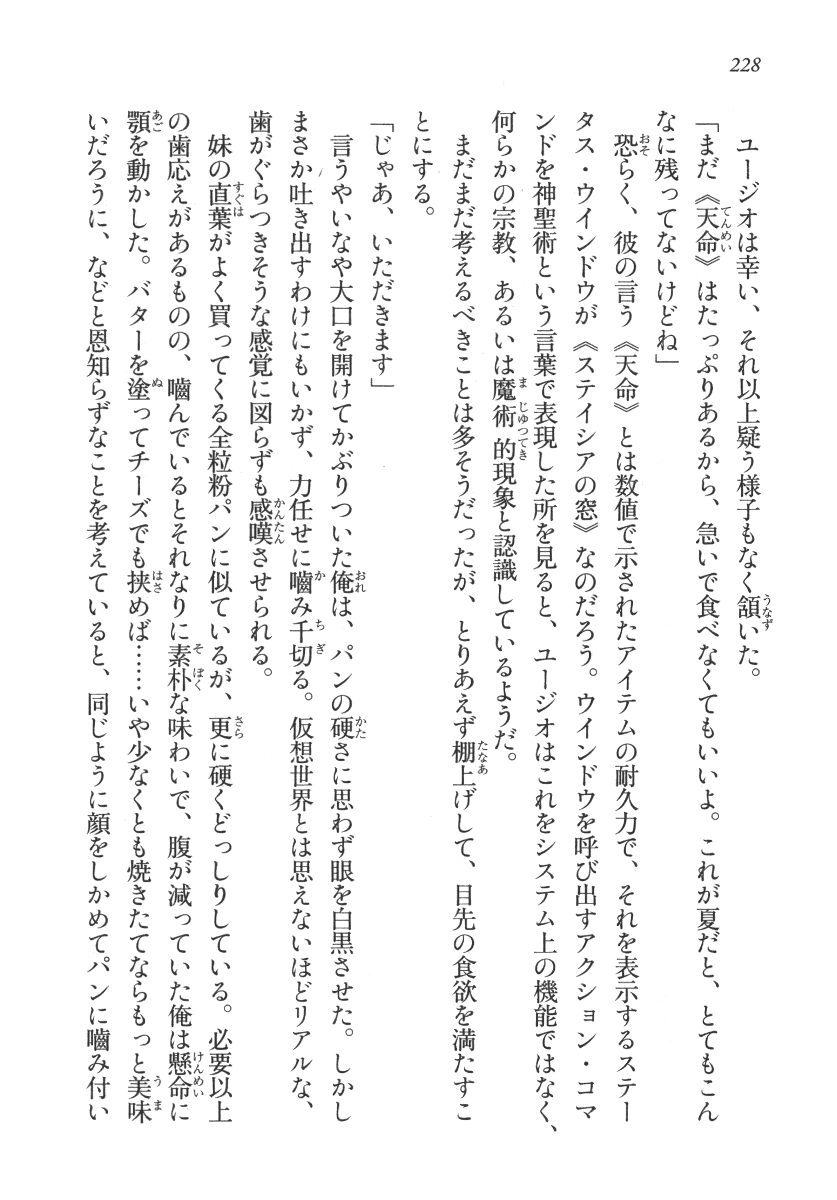 228
ユージオは幸い、それ以上疑う様子もなく頷いた。
「まだ《天命》はたっぷりあるから、急いで食べなくてもいいよ。これが夏だと、とてもこん
なに残ってないけどね」
恐らく、彼の言う《天命》とは数値で示されたアイテムの耐久力で、それを表示するステー
タス・ウインドウが《ステイシアの窓》なのだろう。ウインドウを呼び出すアクション・コマ
ンドを神聖術という言葉で表現した所を見ると、ユージオはこれをシステム上の機能ではなく、
何らかの宗教、あるいは魔術的現象と認識しているようだ。
まだまだ考えるべきことは多そうだったが、とりあえず棚上げして、目先の食欲を満たすこ
とにする。
「じゃあ、いただきます」
言うやいなや大口を開けてかぶりついた俺は、パンの硬さに思わず眼を白黒させた。しかし
まさか吐き出すわけにもいかず、力任せに嚙み千切る。仮想世界とは思えないほどリアルな、
歯がぐらつきそうな感覚に図らずも感嘆させられる。
妹の直葉がよく買ってくる全粒粉パンに似ているが、更に硬くどっしりしている。必要以上
の歯応えがあるものの、嚙んでいるとそれなりに素朴な味わいで、腹が減っていた俺は懸命に
顎を動かした。バターを塗ってチーズでも挟めば……いや少なくとも焼きたてならもっと美味
いだろうに、などと恩知らずなことを考えていると、同じように顔をしかめてパンに嚙み付い